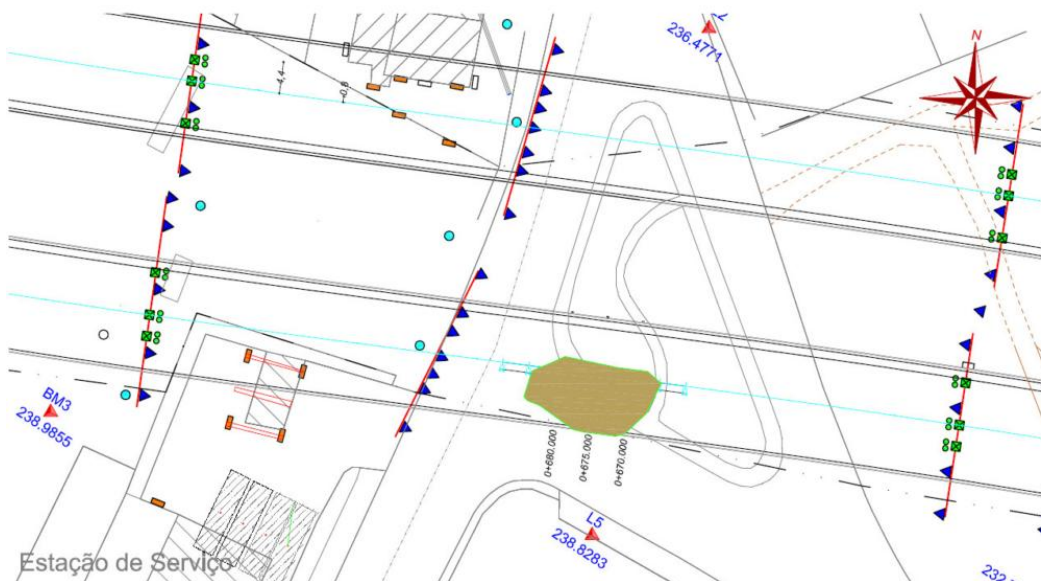 236.4771
N
-4,4
-0,8
BM3
238.9855
0+680.000
0+675.000
0+670.000
L5
238.8283
Estação de Serviço